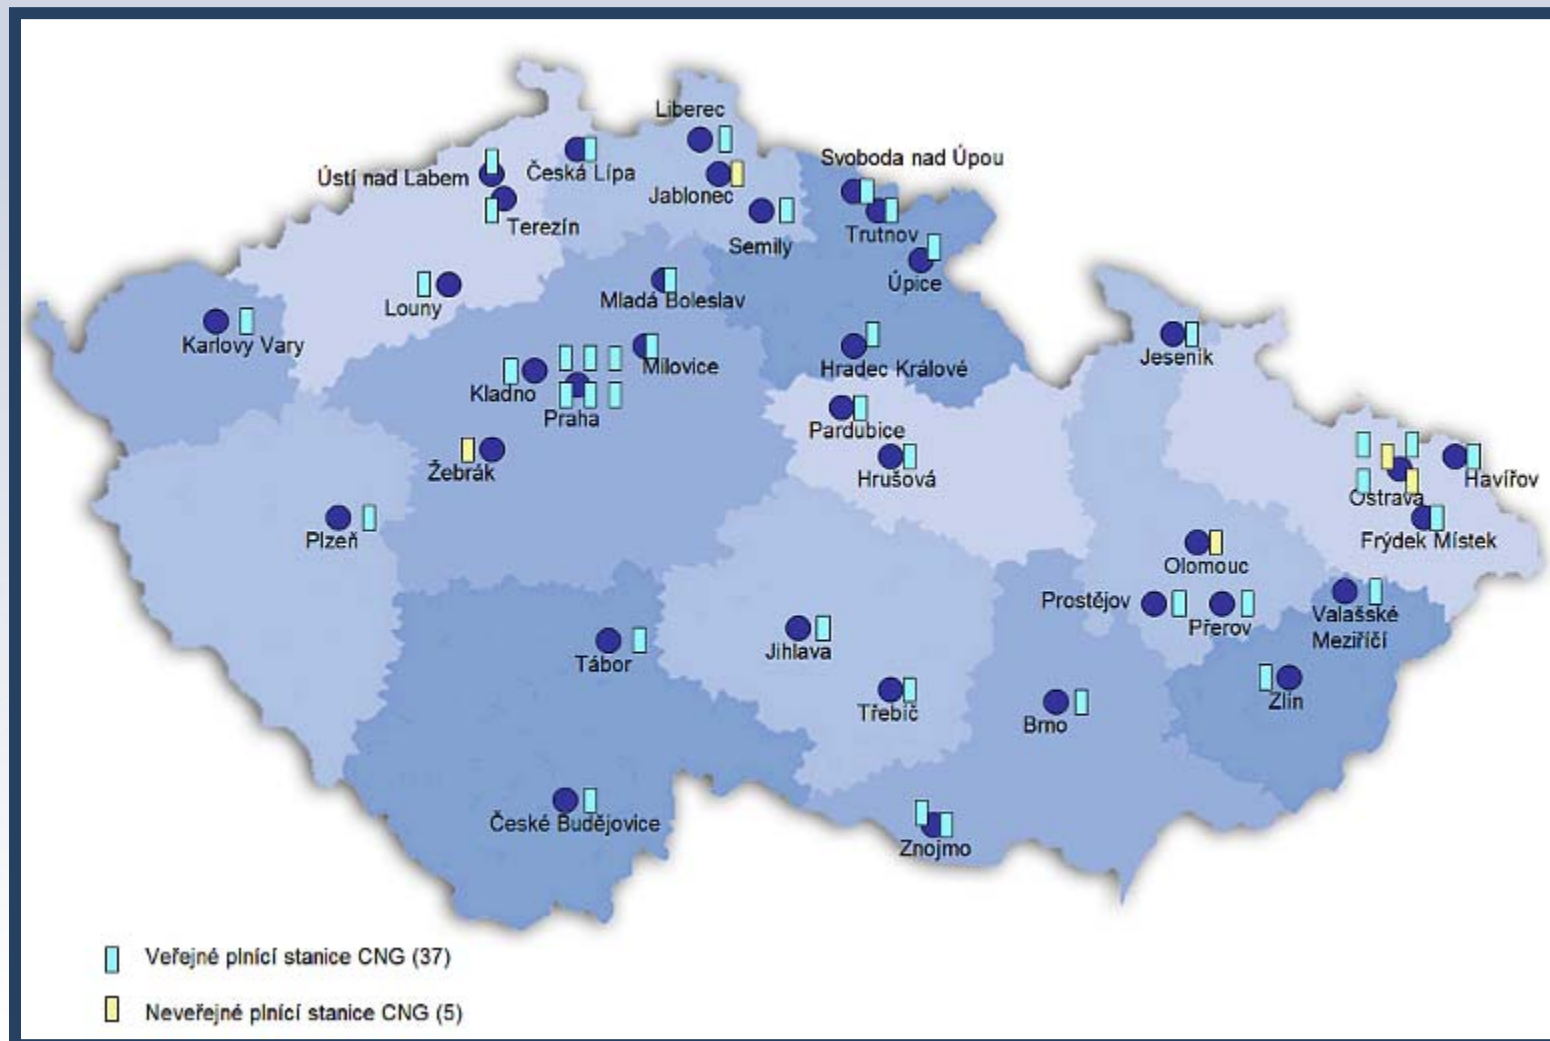 Liberec
Svoboda nad Úpou
Ústí nad Labem
Česká Lípa
Jablonec
Terezín
Semily
Trutnov
Úpice
Louny
Mladá Boleslav
Karlovy Vary
Milovice
Hradec Králové
Jeseník
Kladno
Praha
Pardubice
Žebrák
Hrušová
Havířov
Ostrava
Plzeň
Frýdek Místek
Olomouc
Prostějov
Přerov
Valašské
Meziříčí
Tábor
Jihlava
Třebíč
Brno
Zlín
České Budějovice
Znojmo
Veřejné plnící stanice CNG (37)
Neveřejné plnící stanice CNG (5)